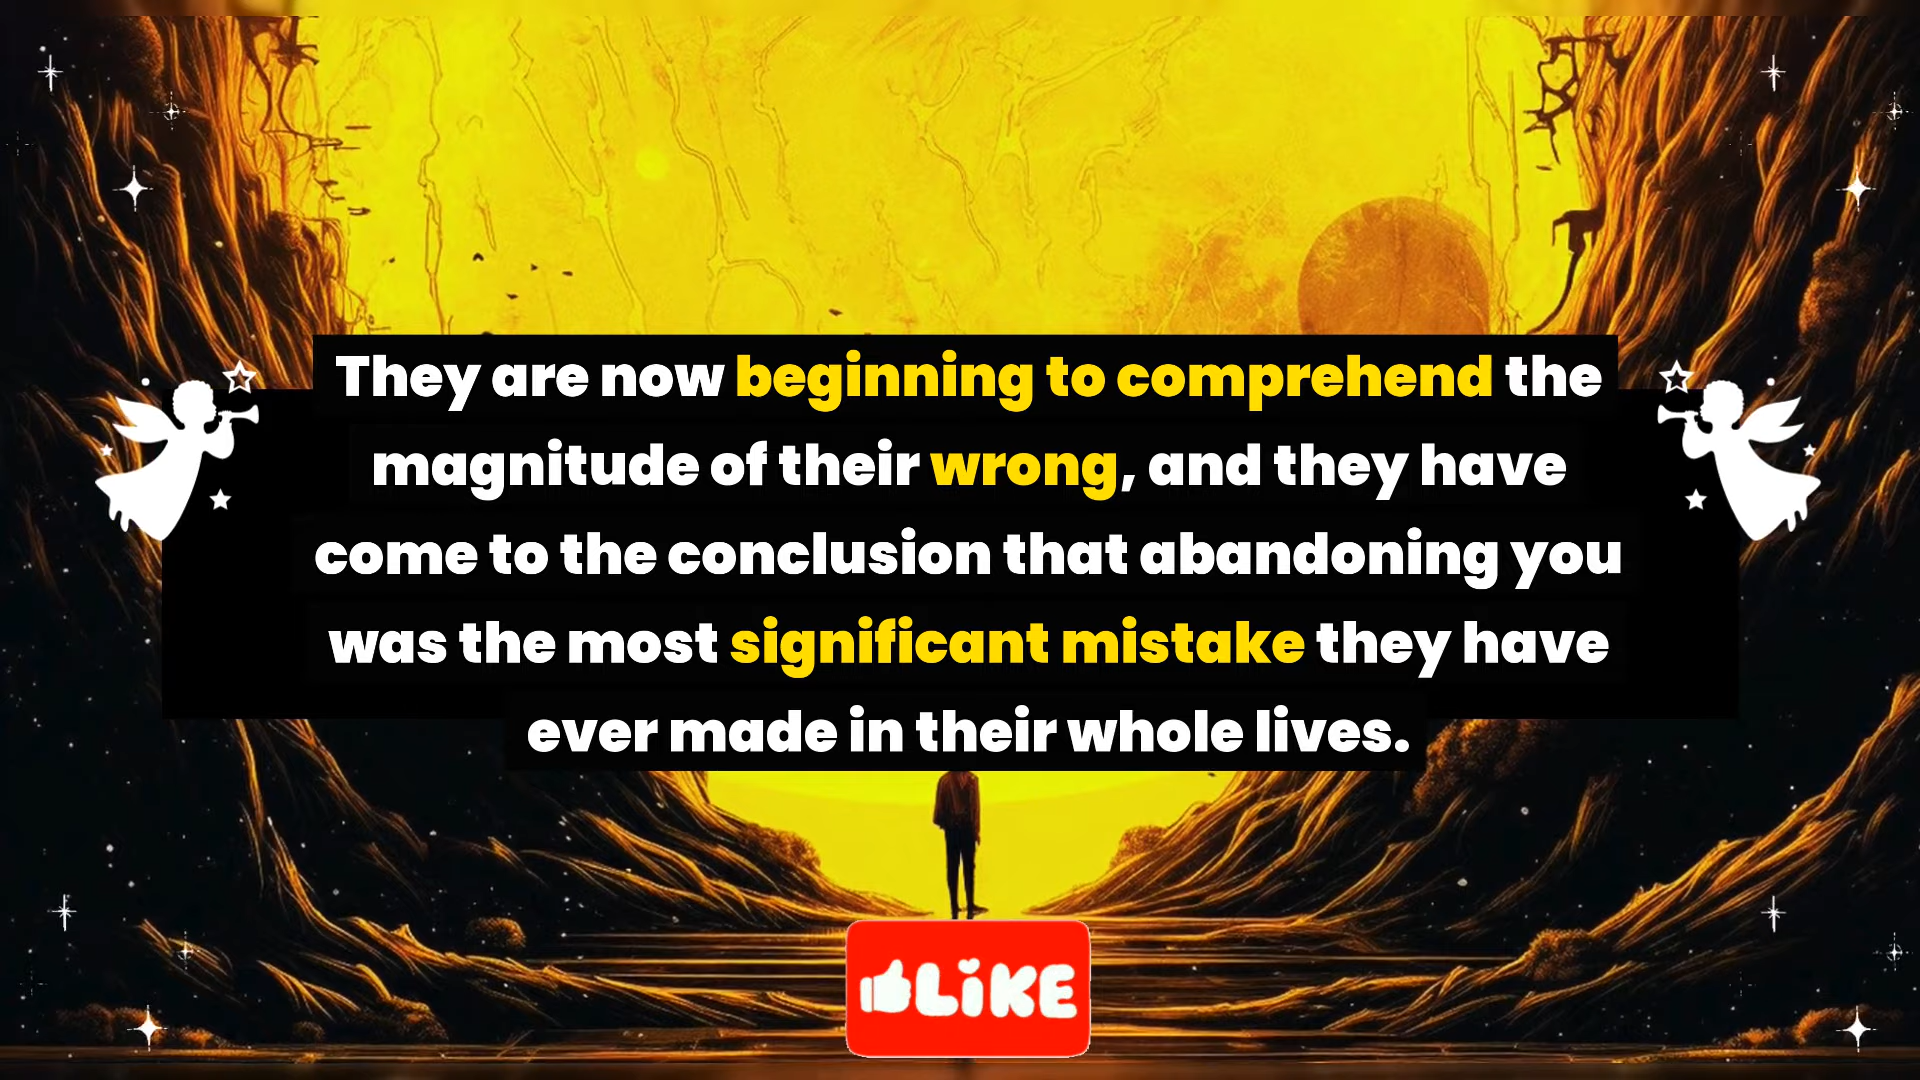 They are now beginning to comprehend the
magnitude of their wrong, and they have
come to the conclusion that abandoning you
was the most significant mistake they have
ever made in their whole lives.
LiKE